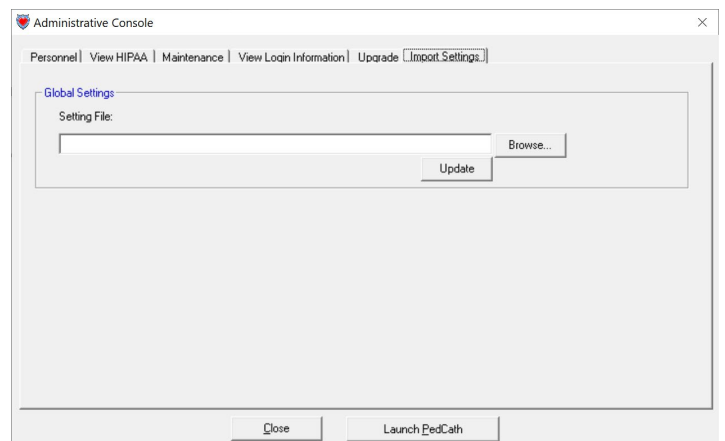 Administrative Console
Personnel View HIPAA Maintenance View Login Information Upgrade Import Settings
Global Settings
Setting File:
Browse...
Update
Close Launch PedCath